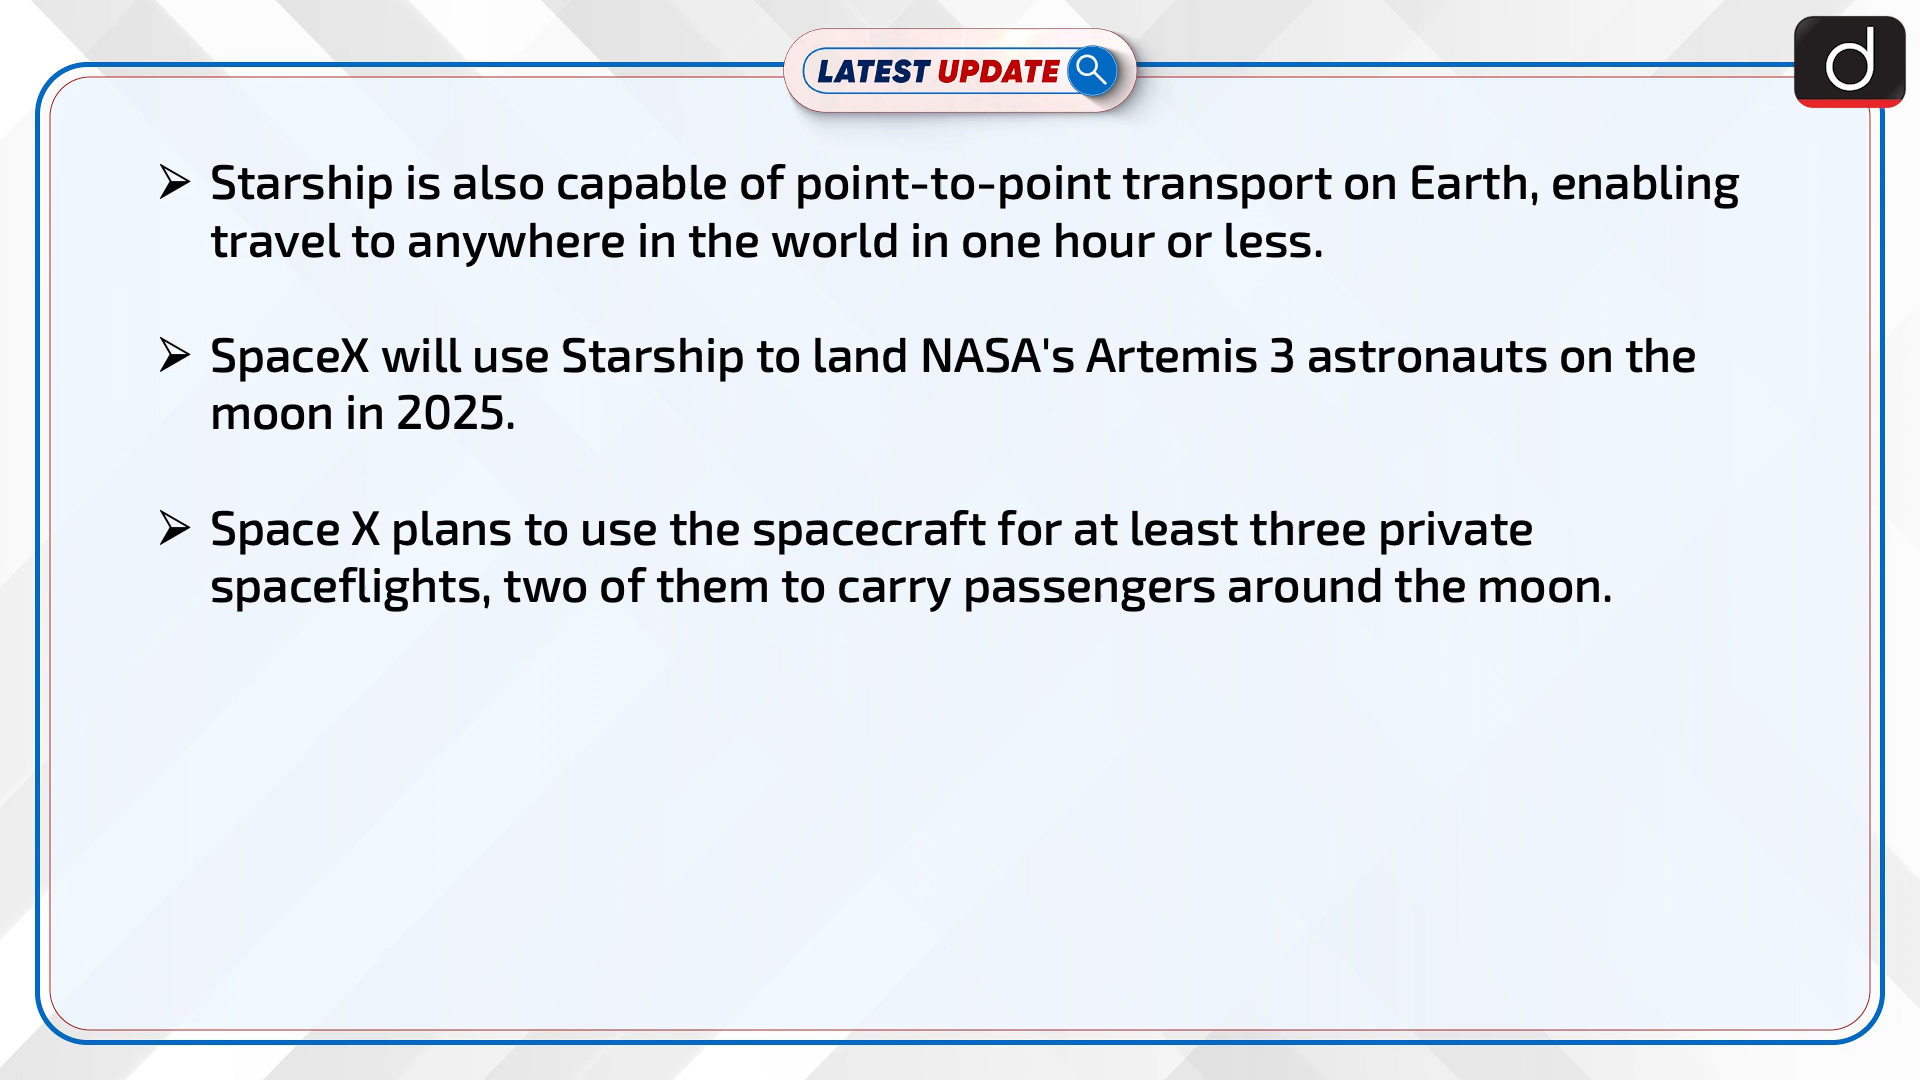 LATEST UPDATE
d
➢ Starship is also capable of point-to-point transport on Earth, enabling
travel to anywhere in the world in one hour or less.
➢ SpaceX will use Starship to land NASA's Artemis 3 astronauts on the
moon in 2025.
➢ Space X plans to use the spacecraft for at least three private
spaceflights, two of them to carry passengers around the moon.